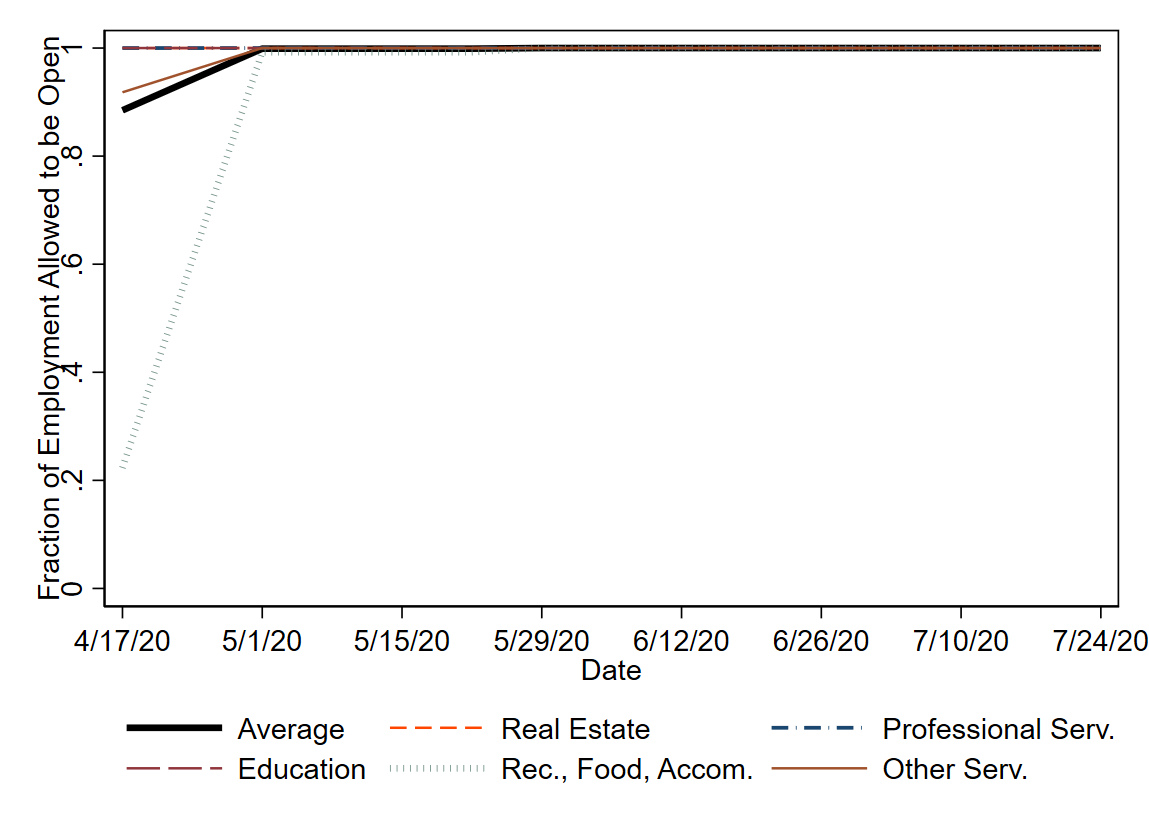 Fraction of Employment Allowed to be Open
1
.8
.6
.4
.2
0
4/17/20 5/1/20 5/15/20 5/29/20 6/12/20 6/26/20 7/10/20 7/24/20
Date
Average Real Estate Professional Serv.
Education Rec., Food, Accom. Other Serv.